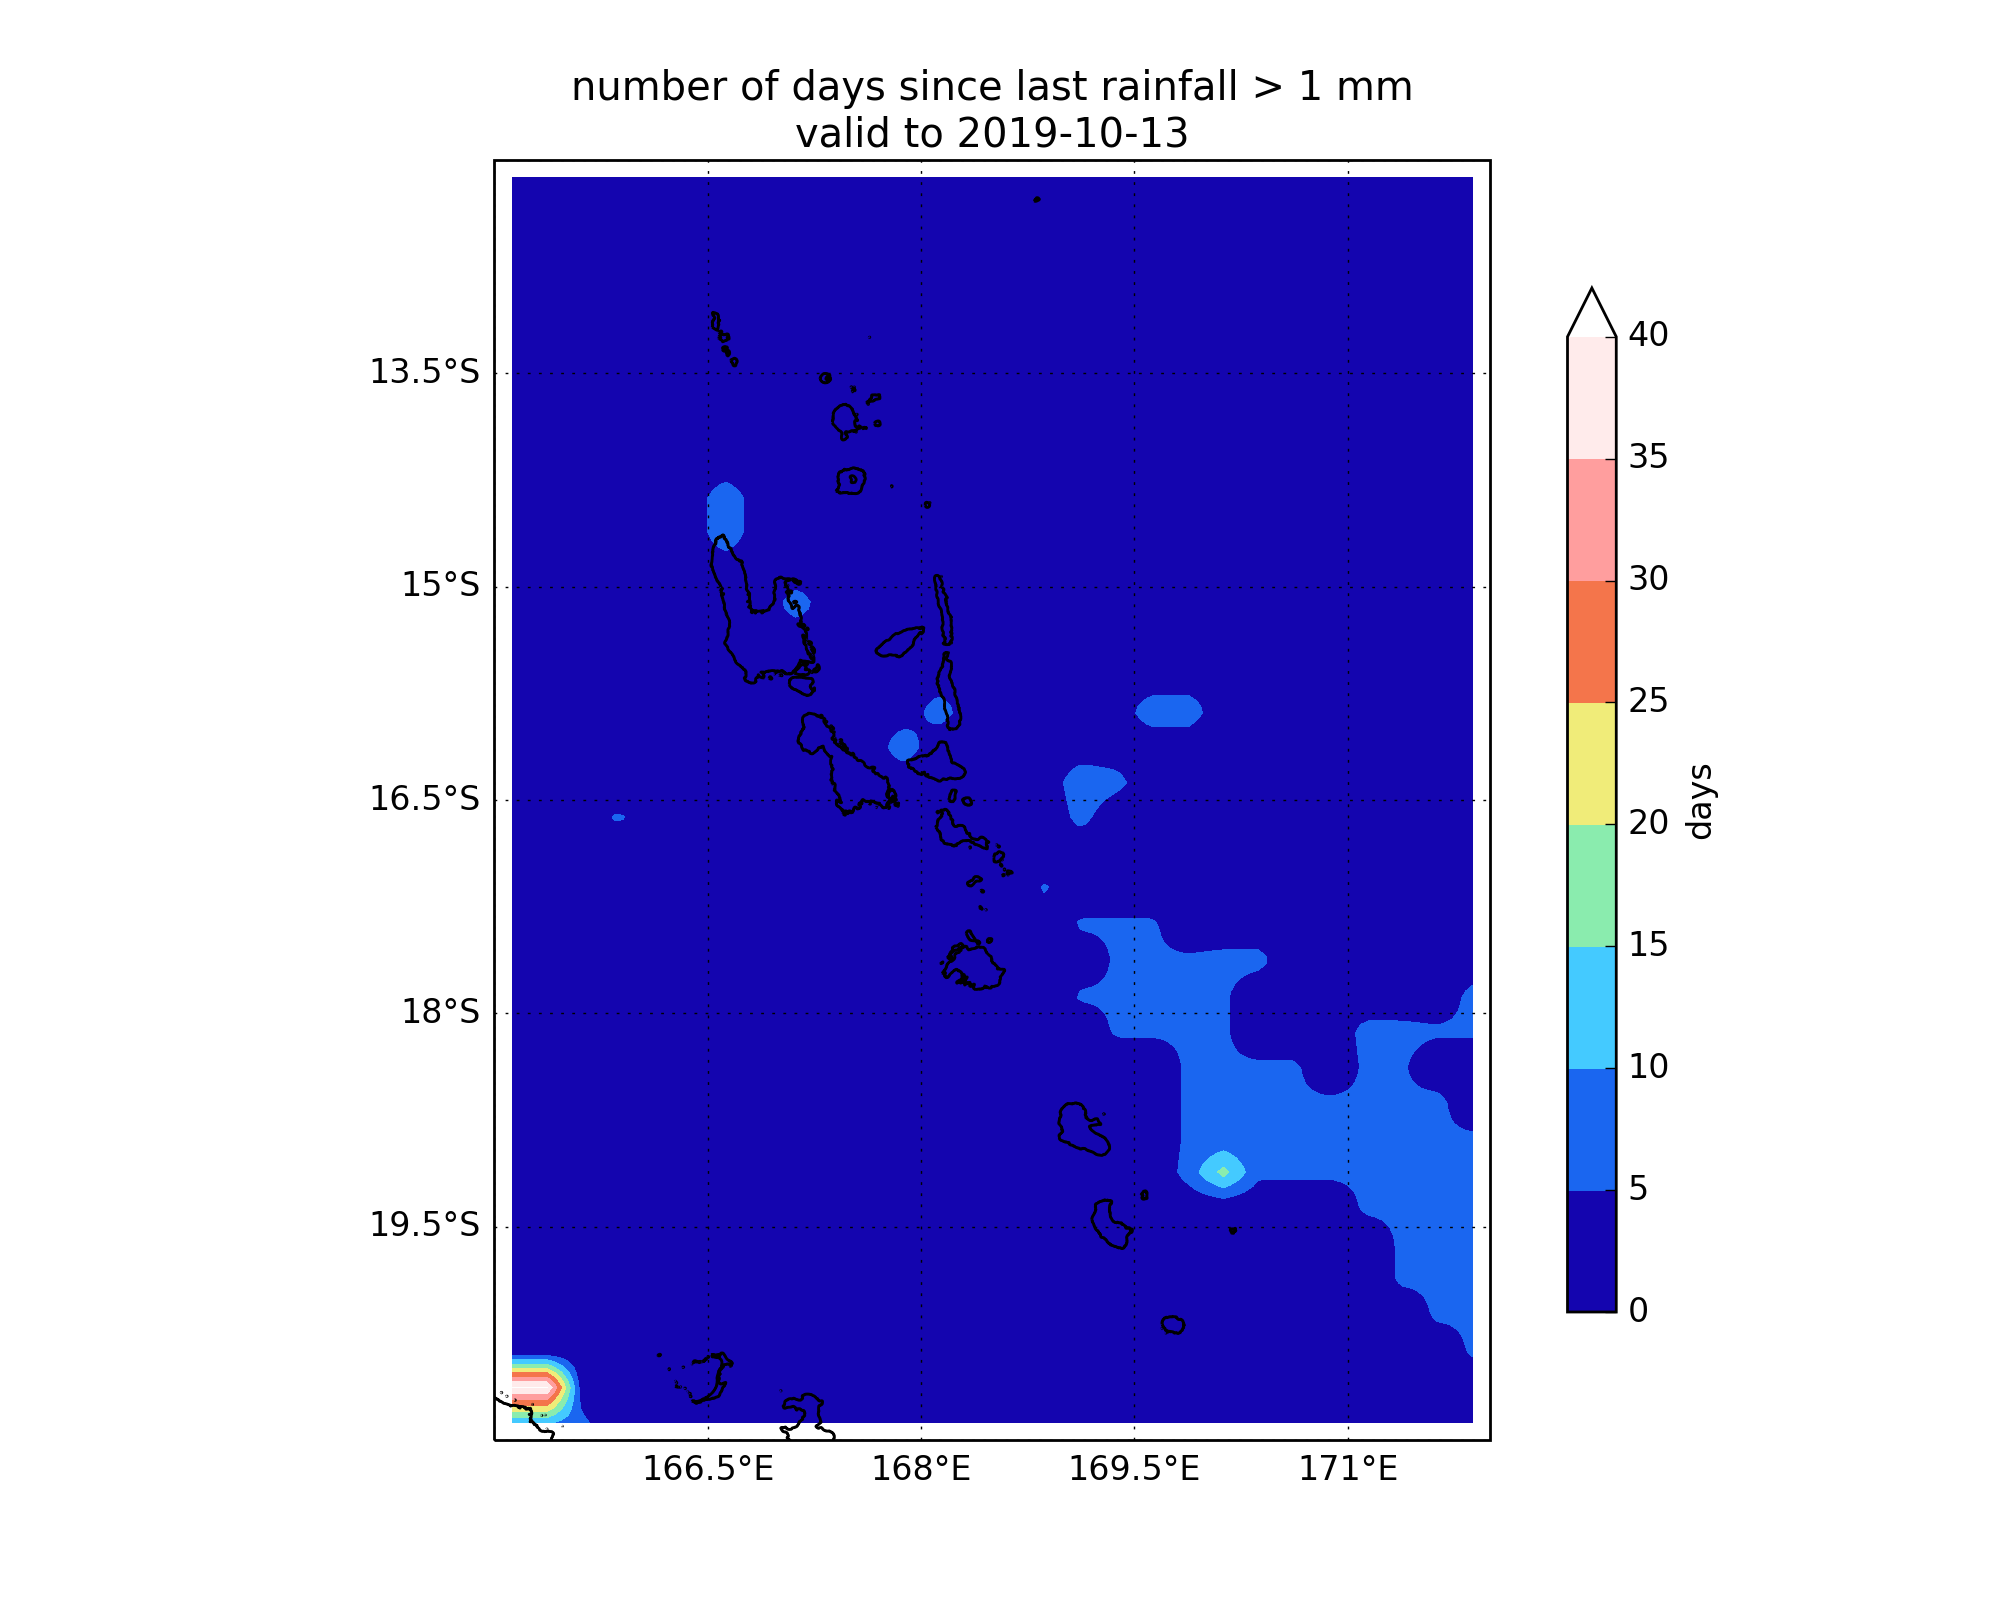 number of days since last rainfall > 1 mm
valid to 2019-10-13
13.5°S
15°S
16.5°S
18°S
19.5°S
166.5°E
168°E
169.5°E
171°E
40
35
30
25
20
15
10
5
0
days